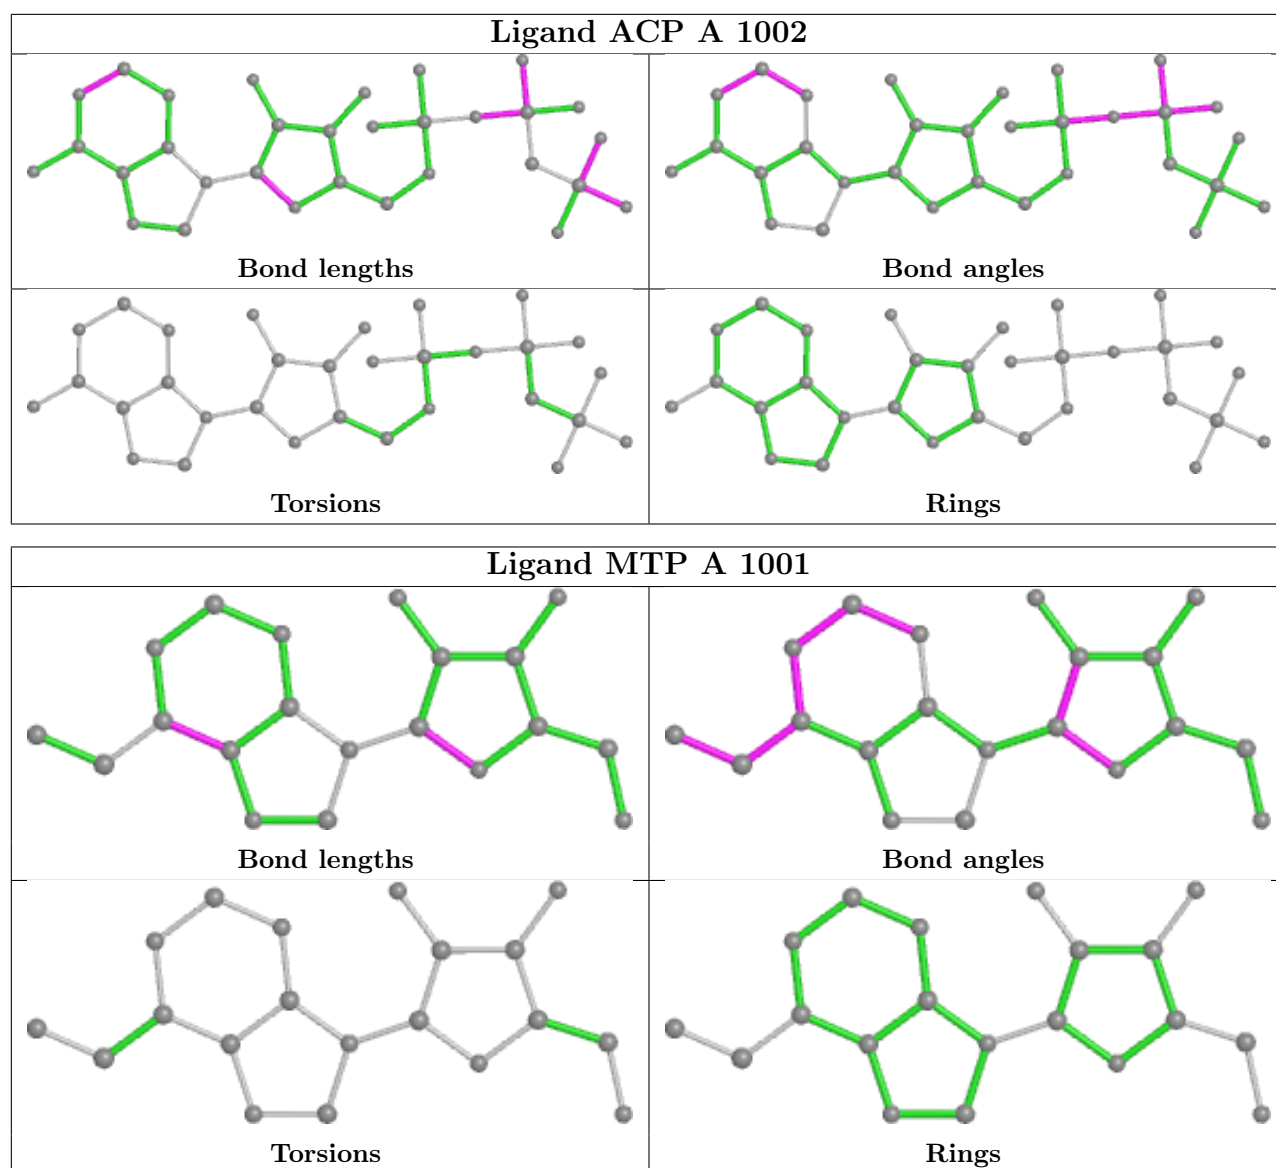 Ligand ACP A 1002
Bond lengths
Bond angles
Torsions
Rings
Ligand MTP A 1001
Bond lengths
Bond angles
Torsions
Rings